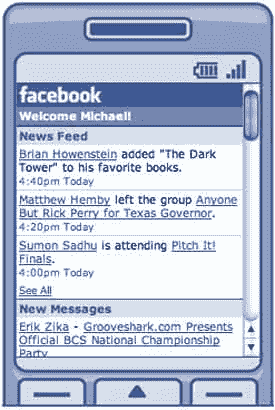 facebook
Welcome Michael!
News Feed
Brian Howenstein added "The Dark
Tower" to his favorite books.
4:40pm Today
Matthew Hemby left the group Anyone
But Rick Perry for Texas Governor.
4:20pm Today
Sumon Sadhu is attending Pitch It!
Finals.
4:00pm Today
See All
New Messages
Erik Zika - Grooveshark.com Presents
Official BCS National Championship
Party